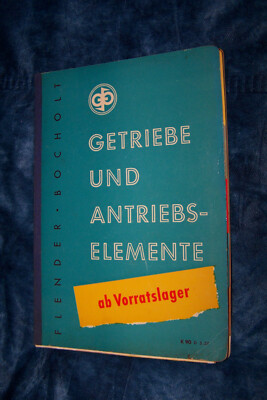 FLENDER · BOCHOLT
GETRIEBE
UND
ANTRIEBS-
ELEMENTE
ab Vorratslager